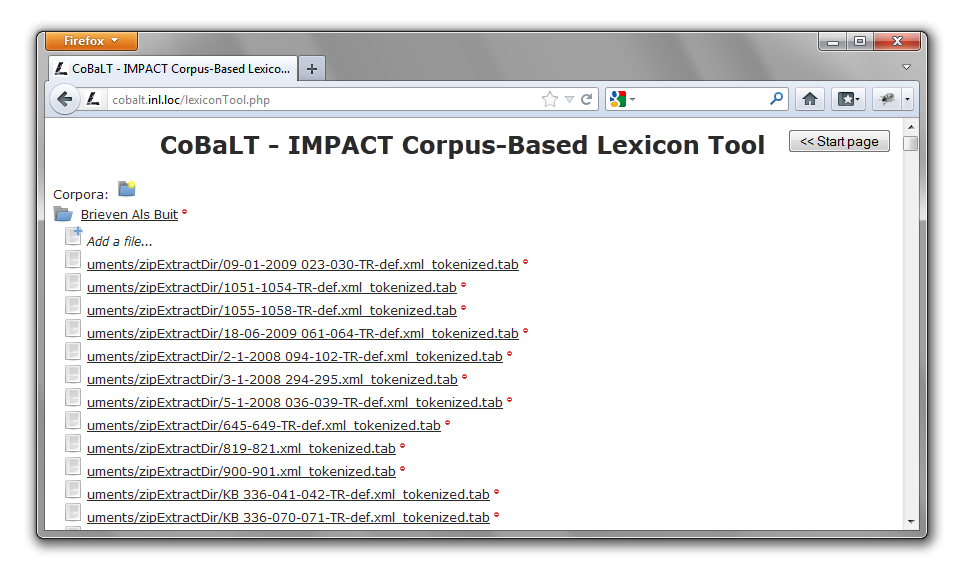 Firefox
CoBaLT - IMPACT Corpus-Based Lexico...
cobalt.inl.loc/lexiconTool.php
CoBaLT - IMPACT Corpus-Based Lexicon Tool
<< Start page
Corpora:
Brieven Als Buit
Add a file...
uments/zipExtractDir/09-01-2009 023-030-TR-def.xml_tokenized.tab
uments/zipExtractDir/1051-1054-TR-def.xml_tokenized.tab
uments/zipExtractDir/1055-1058-TR-def.xml_tokenized.tab
uments/zipExtractDir/18-06-2009 061-064-TR-def.xml_tokenized.tab
uments/zipExtractDir/2-1-2008 094-102-TR-def.xml_tokenized.tab
uments/zipExtractDir/3-1-2008 294-295.xml_tokenized.tab
uments/zipExtractDir/5-1-2008 036-039-TR-def.xml_tokenized.tab
uments/zipExtractDir/645-649-TR-def.xml_tokenized.tab
uments/zipExtractDir/819-821.xml_tokenized.tab
uments/zipExtractDir/900-901.xml_tokenized.tab
uments/zipExtractDir/KB 336-041-042-TR-def.xml_tokenized.tab
uments/zipExtractDir/KB 336-070-071-TR-def.xml_tokenized.tab